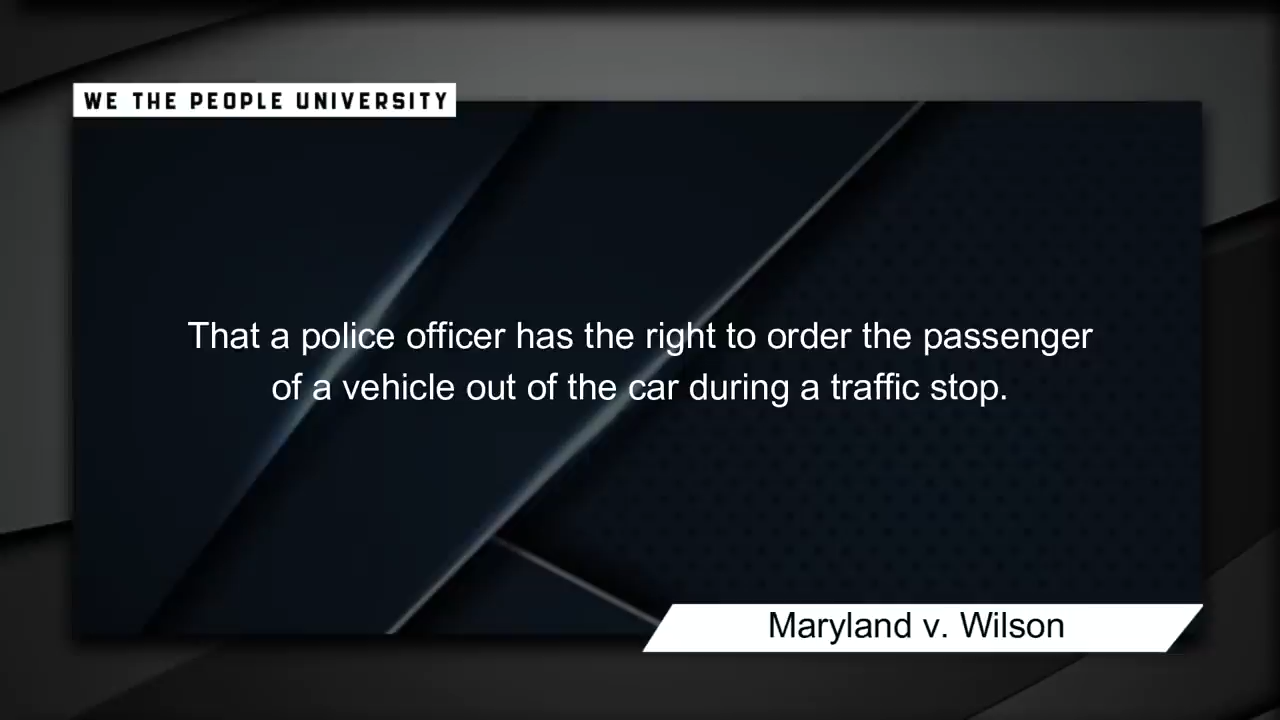 WE THE PEOPLE UNIVERSITY
That a police officer has the right to order the passenger
of a vehicle out of the car during a traffic stop.
Maryland v. Wilson